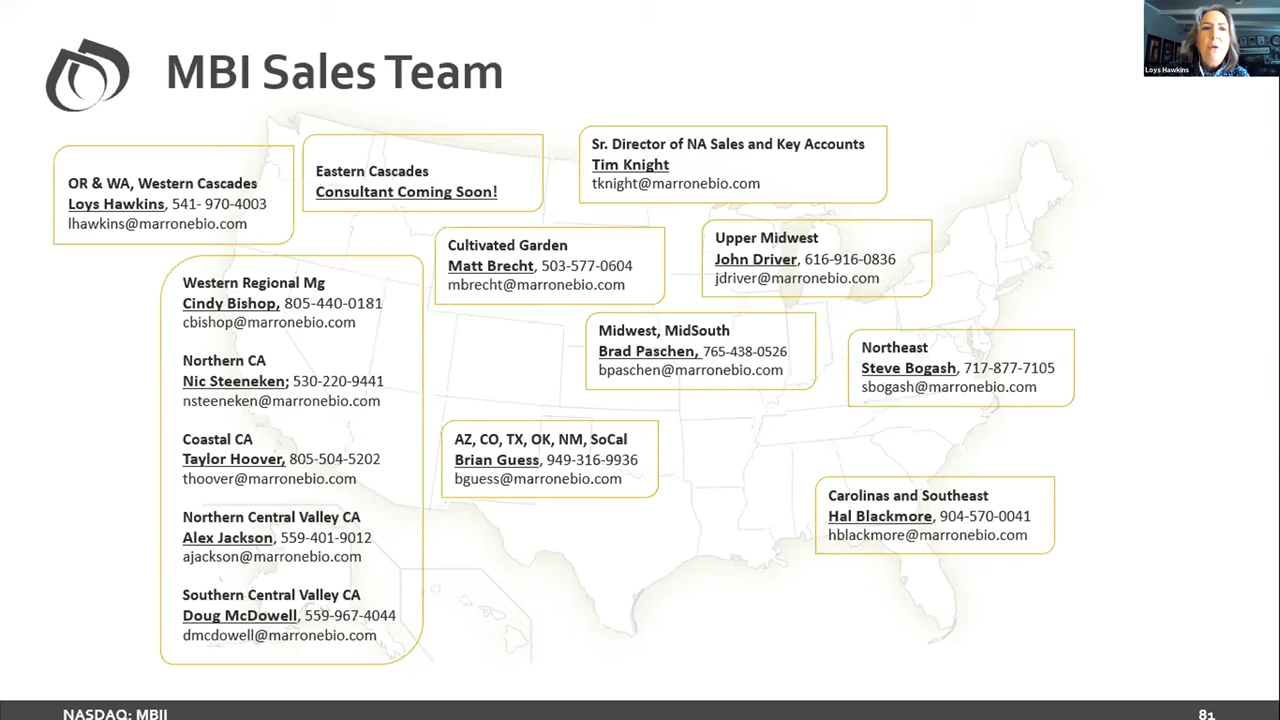 MBI Sales Team
Loys Hawkins
OR & WA, Western Cascades
Loys Hawkins, 541- 970-4003
lhawkins@marronebio.com
Eastern Cascades
Consultant Coming Soon!
Sr. Director of NA Sales and Key Accounts
Tim Knight
tknight@marronebio.com
Cultivated Garden
Matt Brecht, 503-577-0604
mbrecht@marronebio.com
Upper Midwest
John Driver, 616-916-0836
jdriver@marronebio.com
Western Regional Mg
Cindy Bishop, 805-440-0181
cbishop@marronebio.com
Northern CA
Nic Steeneken; 530-220-9441
nsteeneken@marronebio.com
Coastal CA
Taylor Hoover, 805-504-5202
thoover@marronebio.com
Northern Central Valley CA
Alex Jackson, 559-401-9012
ajackson@marronebio.com
Southern Central Valley CA
Doug McDowell, 559-967-4044
dmcdowell@marronebio.com
Midwest, MidSouth
Brad Paschen, 765-438-0526
bpaschen@marronebio.com
Northeast
Steve Bogash, 717-877-7105
sbogash@marronebio.com
AZ, CO, TX, OK, NM, SoCal
Brian Guess, 949-316-9936
bguess@marronebio.com
Carolinas and Southeast
Hal Blackmore, 904-570-0041
hblackmore@marronebio.com
NASDAQ: MBII
81